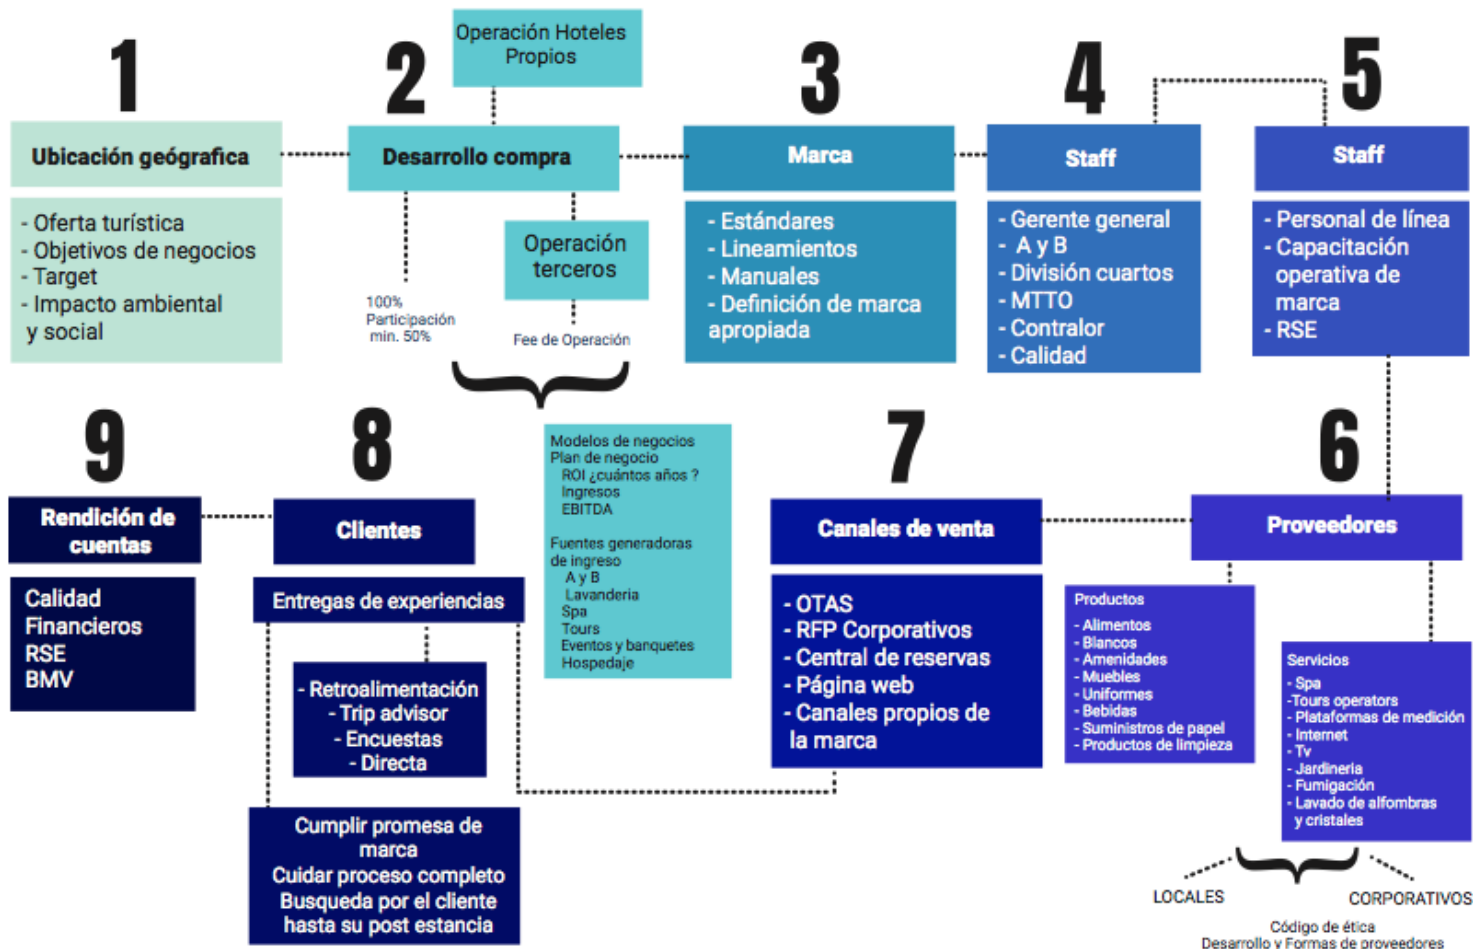 1
Ubicación geógrafica
- Oferta turística
- Objetivos de negocios
- Target
- Impacto ambiental
y social
2
Operación Hoteles
Propios
Desarrollo compra
100%
Participación
min. 50%
Operación
terceros
Fee de Operación
Modelos de negocios
Plan de negocio
ROI ¿cuántos años ?
Ingresos
EBITDA
Fuentes generadoras
de ingreso
A y B
Lavanderia
Spa
Tours
Eventos y banquetes
Hospedaje
3
Marca
- Estándares
- Lineamientos
- Manuales
- Definición de marca
apropiada
4
Staff
- Gerente general
- A y B
- División cuartos
- MTTO
- Contralor
- Calidad
5
Staff
- Personal de línea
- Capacitación
operativa de
marca
- RSE
6
Proveedores
Productos
- Alimentos
- Blancos
- Amenidades
- Muebles
- Uniformes
- Bebidas
- Suministros de papel
- Productos de limpieza
Servicios
- Spa
-Tours operators
- Plataformas de medición
- Internet
- Tv
- Jardineria
- Fumigación
- Lavado de alfombras
y cristales
LOCALES
CORPORATIVOS
Código de ética
Desarrollo y Formas de proveedores
7
Canales de venta
- OTAS
- RFP Corporativos
- Central de reservas
- Página web
- Canales propios de
la marca
8
Clientes
Entregas de experiencias
- Retroalimentación
- Trip advisor
- Encuestas
- Directa
Cumplir promesa de
marca
Cuidar proceso completo
Busqueda por el cliente
hasta su post estancia
9
Rendición de
cuentas
Calidad
Financieros
RSE
BMV